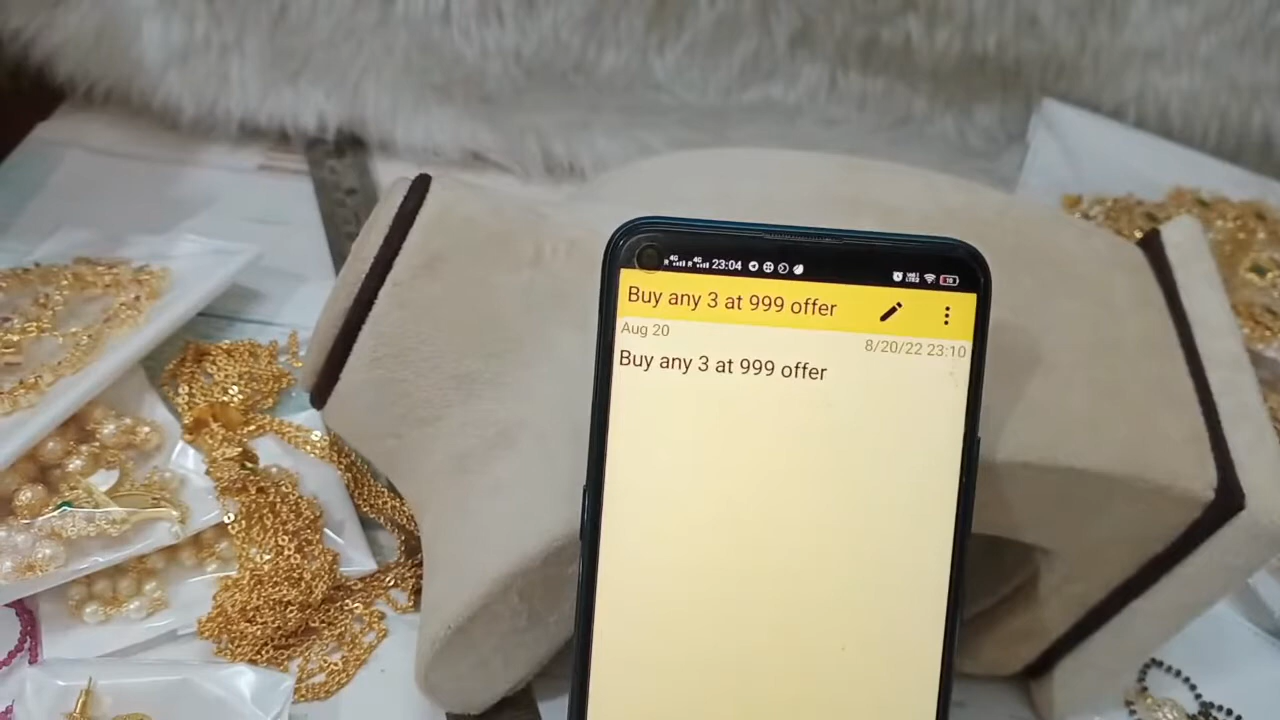 23:04
Buy any 3 at 999 offer
Aug 20
8/20/22 23:10
Buy any 3 at 999 offer